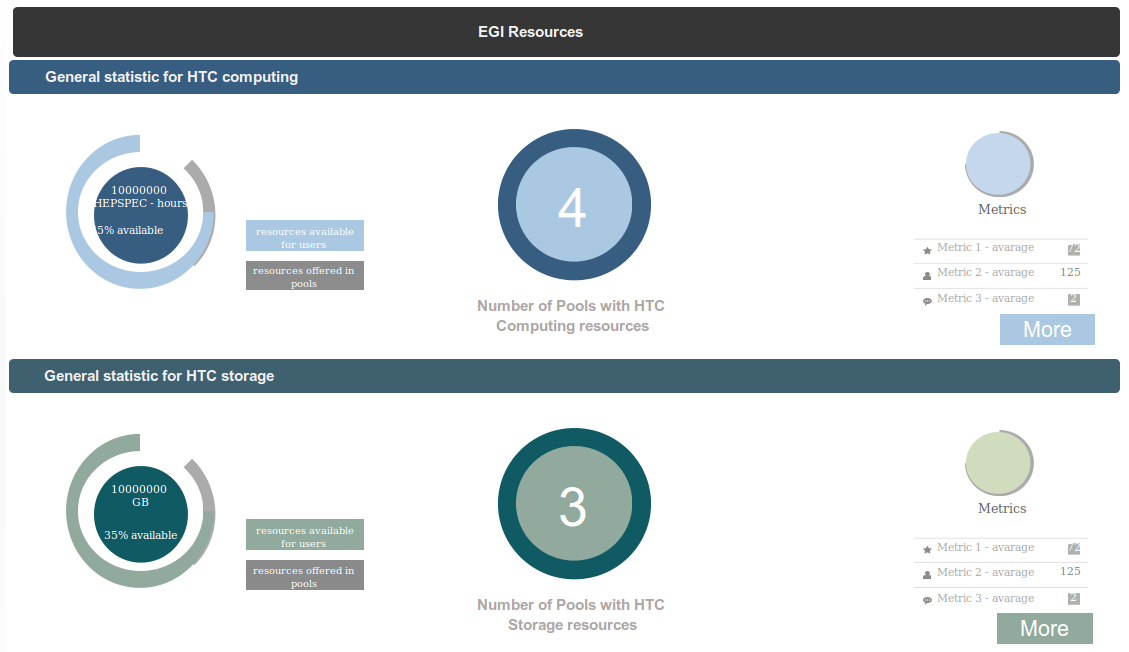 EGI Resources
General statistic for HTC computing
10000000
HEPSPEC - hours
5% available
resources available
for users
resources offered in
pools
4
Number of Pools with HTC
Computing resources
Metrics
Metric 1 - avarage
Metric 2 - avarage 125
Metric 3 - avarage 2
More
General statistic for HTC storage
10000000
GB
35% available
resources available
for users
resources offered in
pools
3
Number of Pools with HTC
Storage resources
Metrics
Metric 1 - avarage
Metric 2 - avarage 125
Metric 3 - avarage 2
More